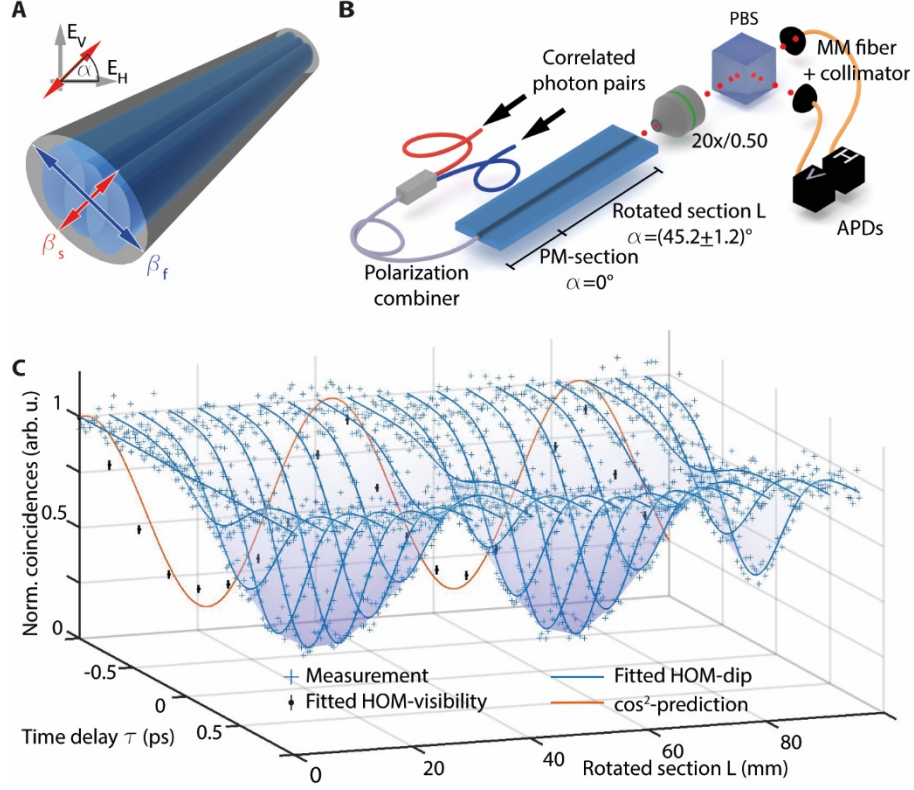 A
E_V
α
E_H
β_s
β_f
B
PBS
Correlated
photon pairs
MM fiber
+ collimator
20x/0.50
V
H
APDs
Rotated section L
α=(45.2±1.2)°
PM-section
α=0°
Polarization
combiner
C
Norm. coincidences (arb. u.)
1
0.5
0
-0.5
0
0.5
Time delay τ (ps)
0
20
40
60
80
Rotated section L (mm)
Measurement
Fitted HOM-visibility
Fitted HOM-dip
cos²-prediction